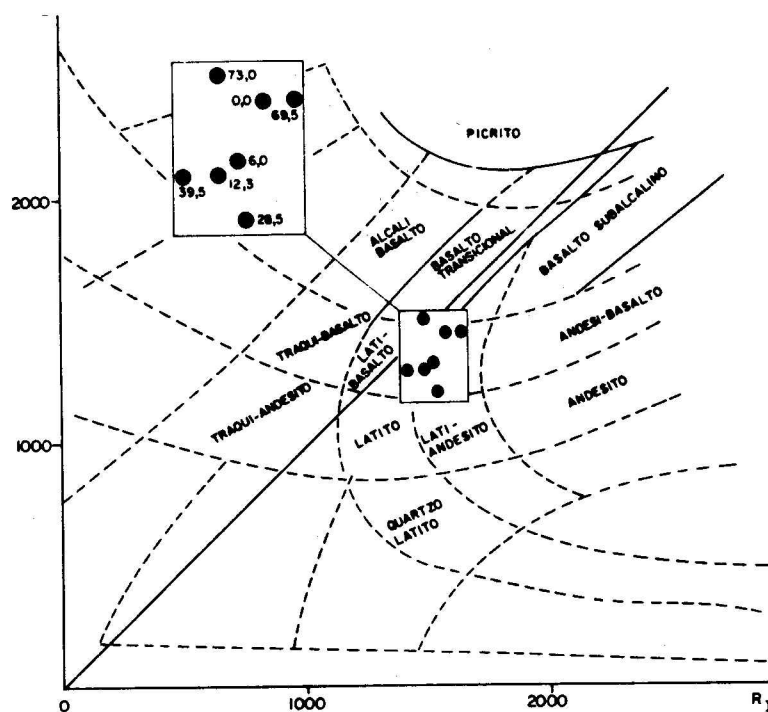 73,0
0,0
69,5
6,0
39,5
12,3
28,5
PICRITO
2000
ALCALI
BASALTO
BASALTO
TRANSICIONAL
BASALTO SUBALCALINO
TRAQUI-BASALTO
LATI-
BASALTO
ANDESI-BASALTO
TRAQUI-ANDESITO
LATITO
LATI-
ANDESITO
ANDESITO
1000
QUARTZO
LATITO
0
1000
2000
R₁